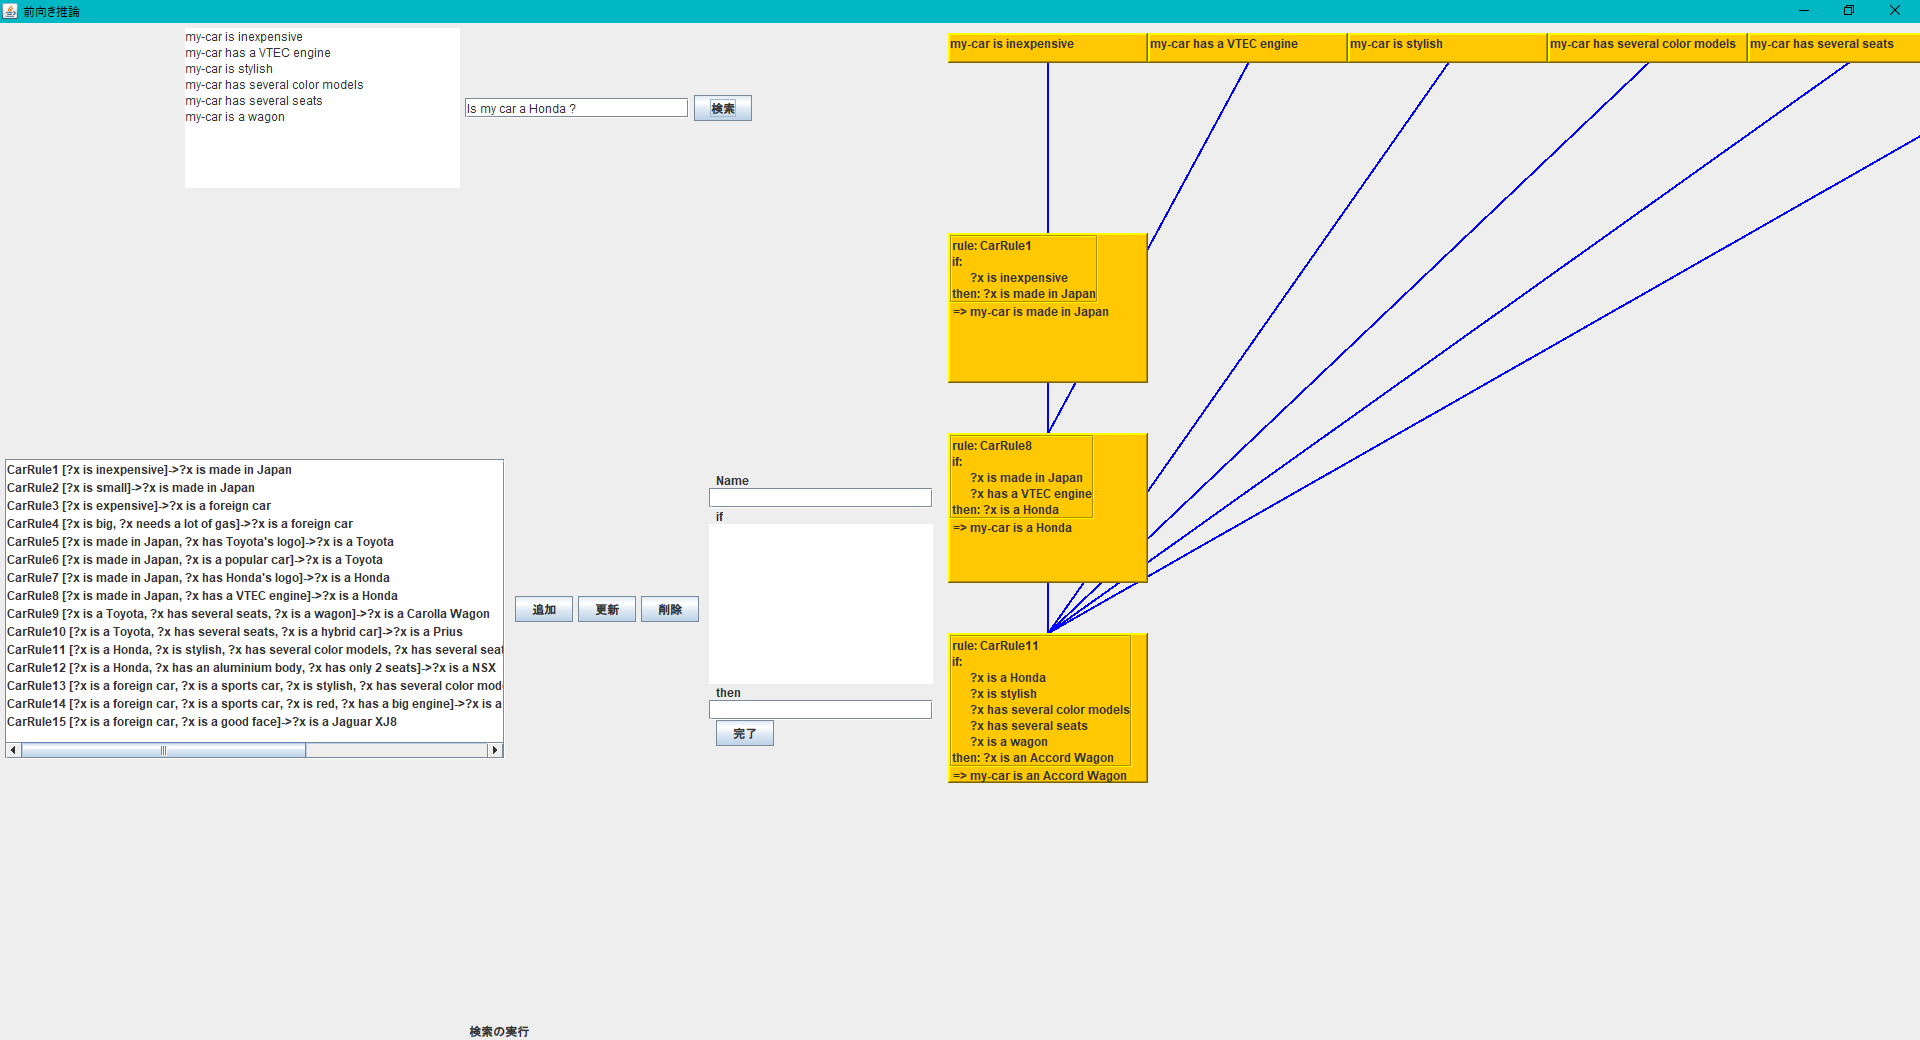 前向き推論
my-car is inexpensive
my-car has a VTEC engine
my-car is stylish
my-car has several color models
my-car has several seats
my-car is a wagon
Is my car a Honda ?
検索
CarRule1 [?x is inexpensive]->?x is made in Japan
CarRule2 [?x is small]->?x is made in Japan
CarRule3 [?x is expensive]->?x is a foreign car
CarRule4 [?x is big, ?x needs a lot of gas]->?x is a foreign car
CarRule5 [?x is made in Japan, ?x has Toyota's logo]->?x is a Toyota
CarRule6 [?x is made in Japan, ?x is a popular car]->?x is a Toyota
CarRule7 [?x is made in Japan, ?x has Honda's logo]->?x is a Honda
CarRule8 [?x is made in Japan, ?x has a VTEC engine]->?x is a Honda
CarRule9 [?x is a Toyota, ?x has several seats, ?x is a wagon]->?x is a Carolla Wagon
CarRule10 [?x is a Toyota, ?x has several seats, ?x is a hybrid car]->?x is a Prius
CarRule11 [?x is a Honda, ?x is stylish, ?x has several color models, ?x has several seat
CarRule12 [?x is a Honda, ?x has an aluminium body, ?x has only 2 seats]->?x is a NSX
CarRule13 [?x is a foreign car, ?x is a sports car, ?x is stylish, ?x has several color mod
CarRule14 [?x is a foreign car, ?x is a sports car, ?x is red, ?x has a big engine]->?x is a
CarRule15 [?x is a foreign car, ?x is a good face]->?x is a Jaguar XJ8
追加
更新
削除
Name
if
then
完了
my-car is inexpensive
my-car has a VTEC engine
my-car is stylish
my-car has several color models
my-car has several seats
rule: CarRule1
if:
?x is inexpensive
then: ?x is made in Japan
=> my-car is made in Japan
rule: CarRule8
if:
?x is made in Japan
?x has a VTEC engine
then: ?x is a Honda
=> my-car is a Honda
rule: CarRule11
if:
?x is a Honda
?x is stylish
?x has several color models
?x has several seats
?x is a wagon
then: ?x is an Accord Wagon
=> my-car is an Accord Wagon
検索の実行